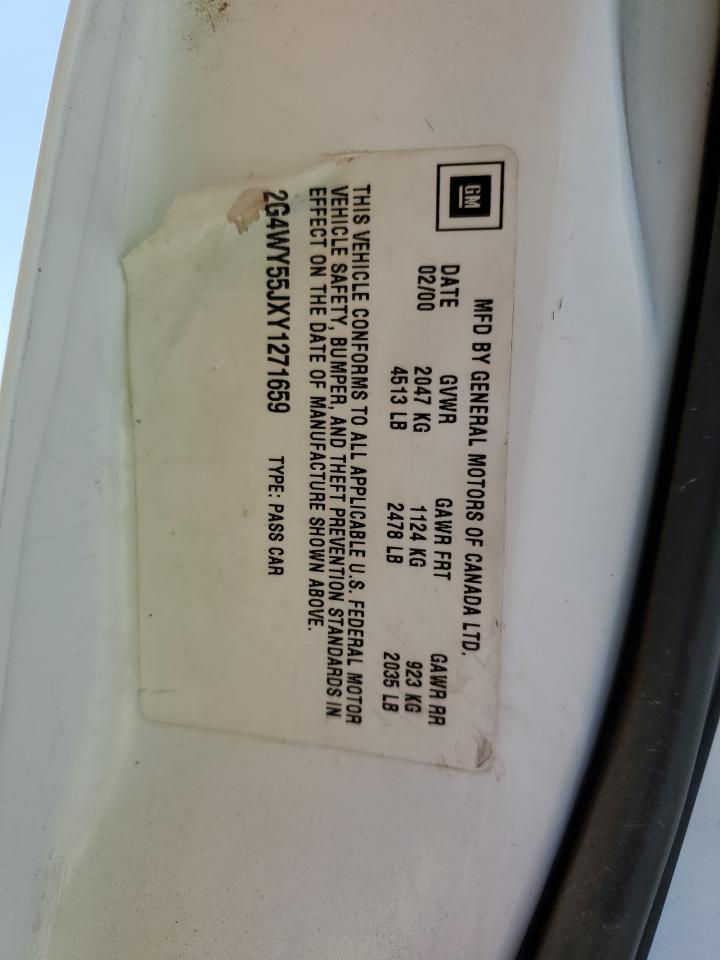 GM
MFD BY GENERAL MOTORS OF CANADA LTD.
DATE GVWR GAWR FRT GAWR RR
02/00 2047 KG 1124 KG 923 KG
4513 LB 2478 LB 2035 LB
THIS VEHICLE CONFORMS TO ALL APPLICABLE U.S. FEDERAL MOTOR
VEHICLE SAFETY, BUMPER, AND THEFT PREVENTION STANDARDS IN
EFFECT ON THE DATE OF MANUFACTURE SHOWN ABOVE.
2G4WY55JXY1271659 TYPE: PASS CAR